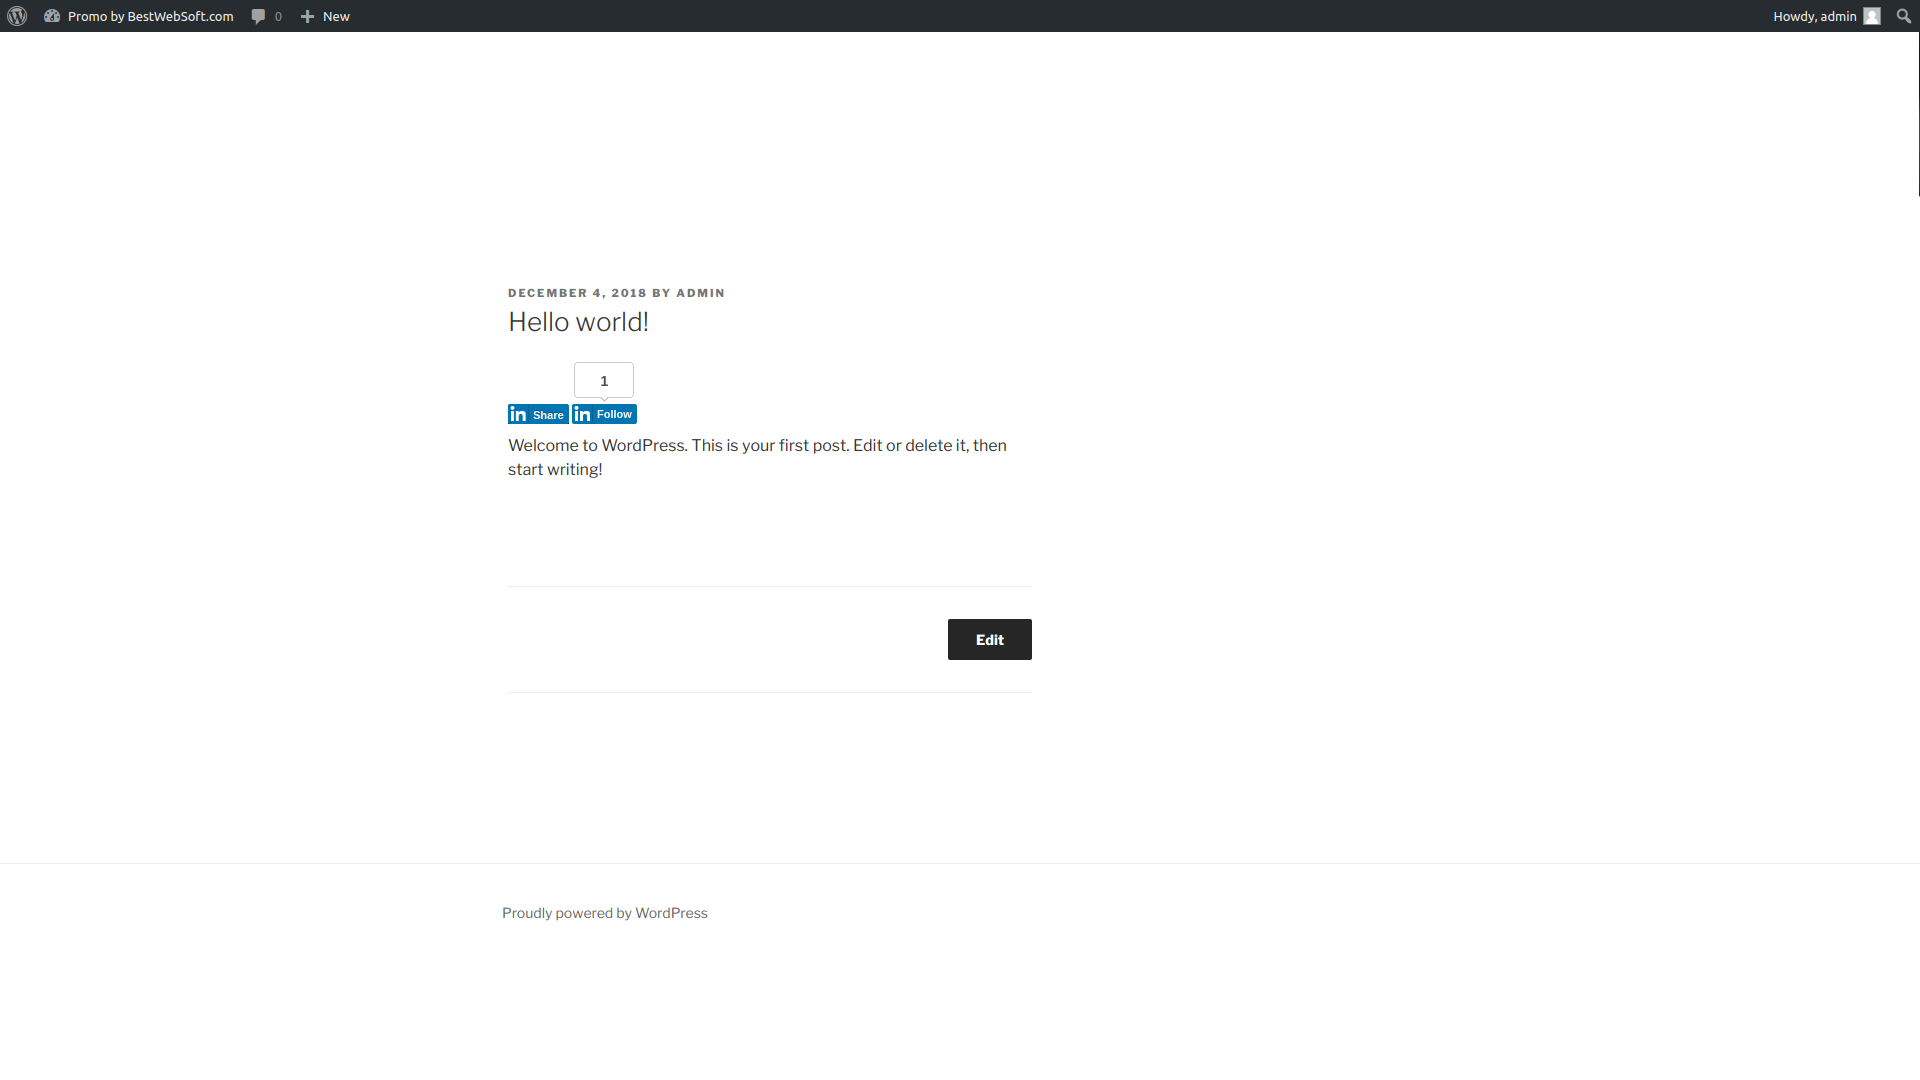 Promo by BestWebSoft.com 0 New Howdy, admin
DECEMBER 4, 2018 BY ADMIN
Hello world!
1
in Share in Follow
Welcome to WordPress. This is your first post. Edit or delete it, then
start writing!
Edit
Proudly powered by WordPress